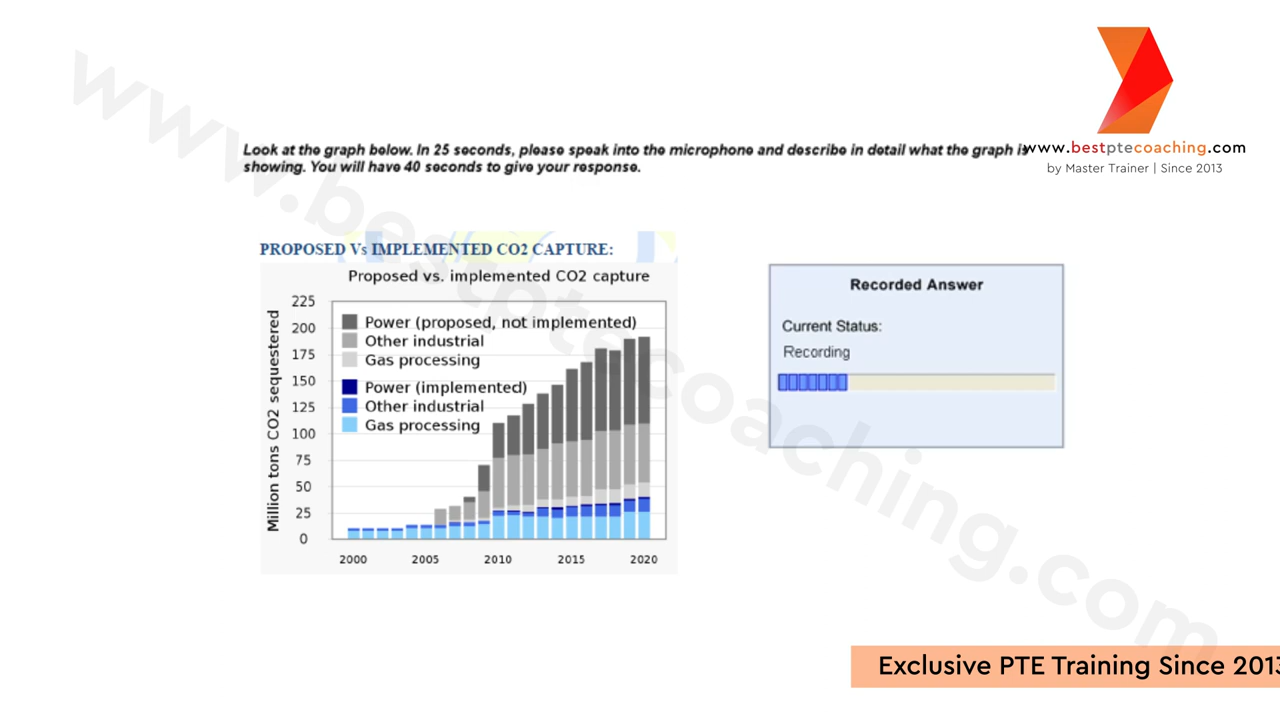 www.bestptecoaching.com
Look at the graph below. In 25 seconds, please speak into the microphone and describe in detail what the graph is
showing. You will have 40 seconds to give your response.
www.bestptecoaching.com
by Master Trainer | Since 2013
PROPOSED Vs IMPLEMENTED CO2 CAPTURE:
Proposed vs. implemented CO2 capture
Million tons CO2 sequestered
225
200
175
150
125
100
75
50
25
0
Power (proposed, not implemented)
Other industrial
Gas processing
Power (implemented)
Other industrial
Gas processing
2000 2005 2010 2015 2020
Recorded Answer
Current Status:
Recording
Exclusive PTE Training Since 2013